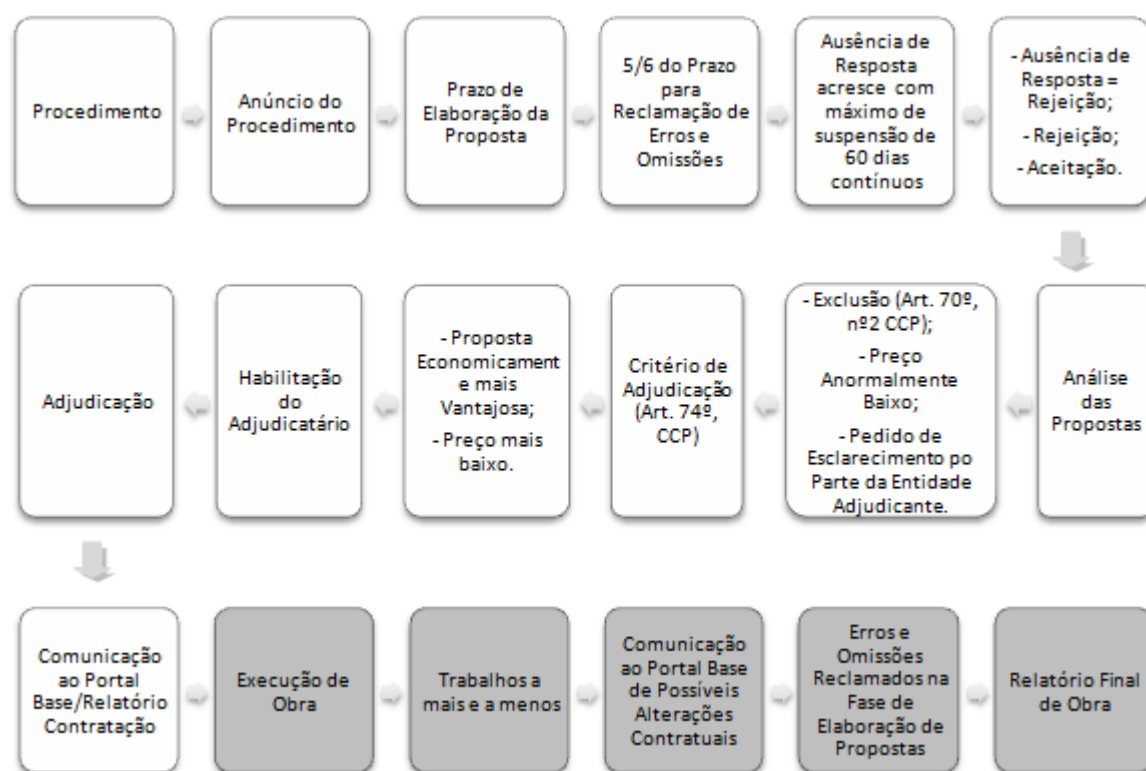 Procedimento
Anúncio do
Procedimento
Prazo de
Elaboração da
Proposta
5/6 do Prazo
para
Reclamação de
Erros e
Omissões
Ausência de
Resposta
acresce com
máximo de
suspensão de
60 dias
contínuos
- Ausência de
Resposta =
Rejeição;
- Rejeição;
- Aceitação.
Análise
das
Propostas
- Exclusão (Art. 70º,
nº2 CCP);
- Preço
Anormalmente
Baixo;
- Pedido de
Esclarecimento po
Parte da Entidade
Adjudicante.
Critério de
Adjudicação
(Art. 74º,
CCP)
- Proposta
Economicament
e mais
Vantajosa;
- Preço mais
baixo.
Habilitação
do
Adjudicatário
Adjudicação
Comunicação
ao Portal
Base/Relatório
Contratação
Execução de
Obra
Trabalhos a
mais e a menos
Comunicação
ao Portal Base
de Possíveis
Alterações
Contratuais
Erros e
Omissões
Reclamados na
Fase de
Elaboração de
Propostas
Relatório Final
de Obra